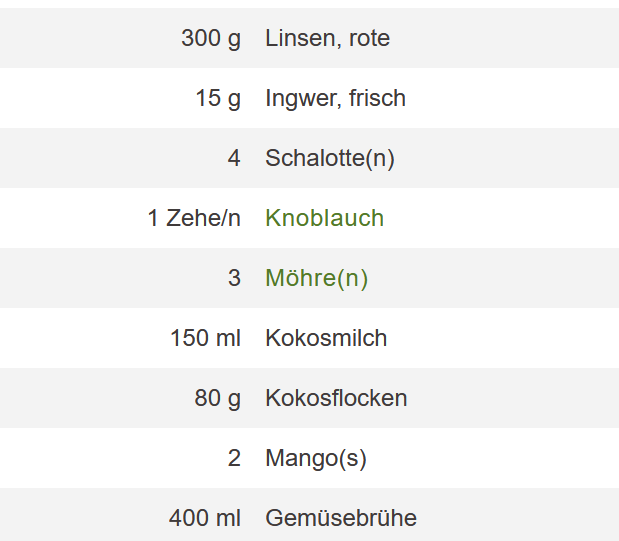 300 g Linsen, rote
15 g Ingwer, frisch
4 Schalotte(n)
1 Zehe/n Knoblauch
3 Möhre(n)
150 ml Kokosmilch
80 g Kokosflocken
2 Mango(s)
400 ml Gemüsebrühe